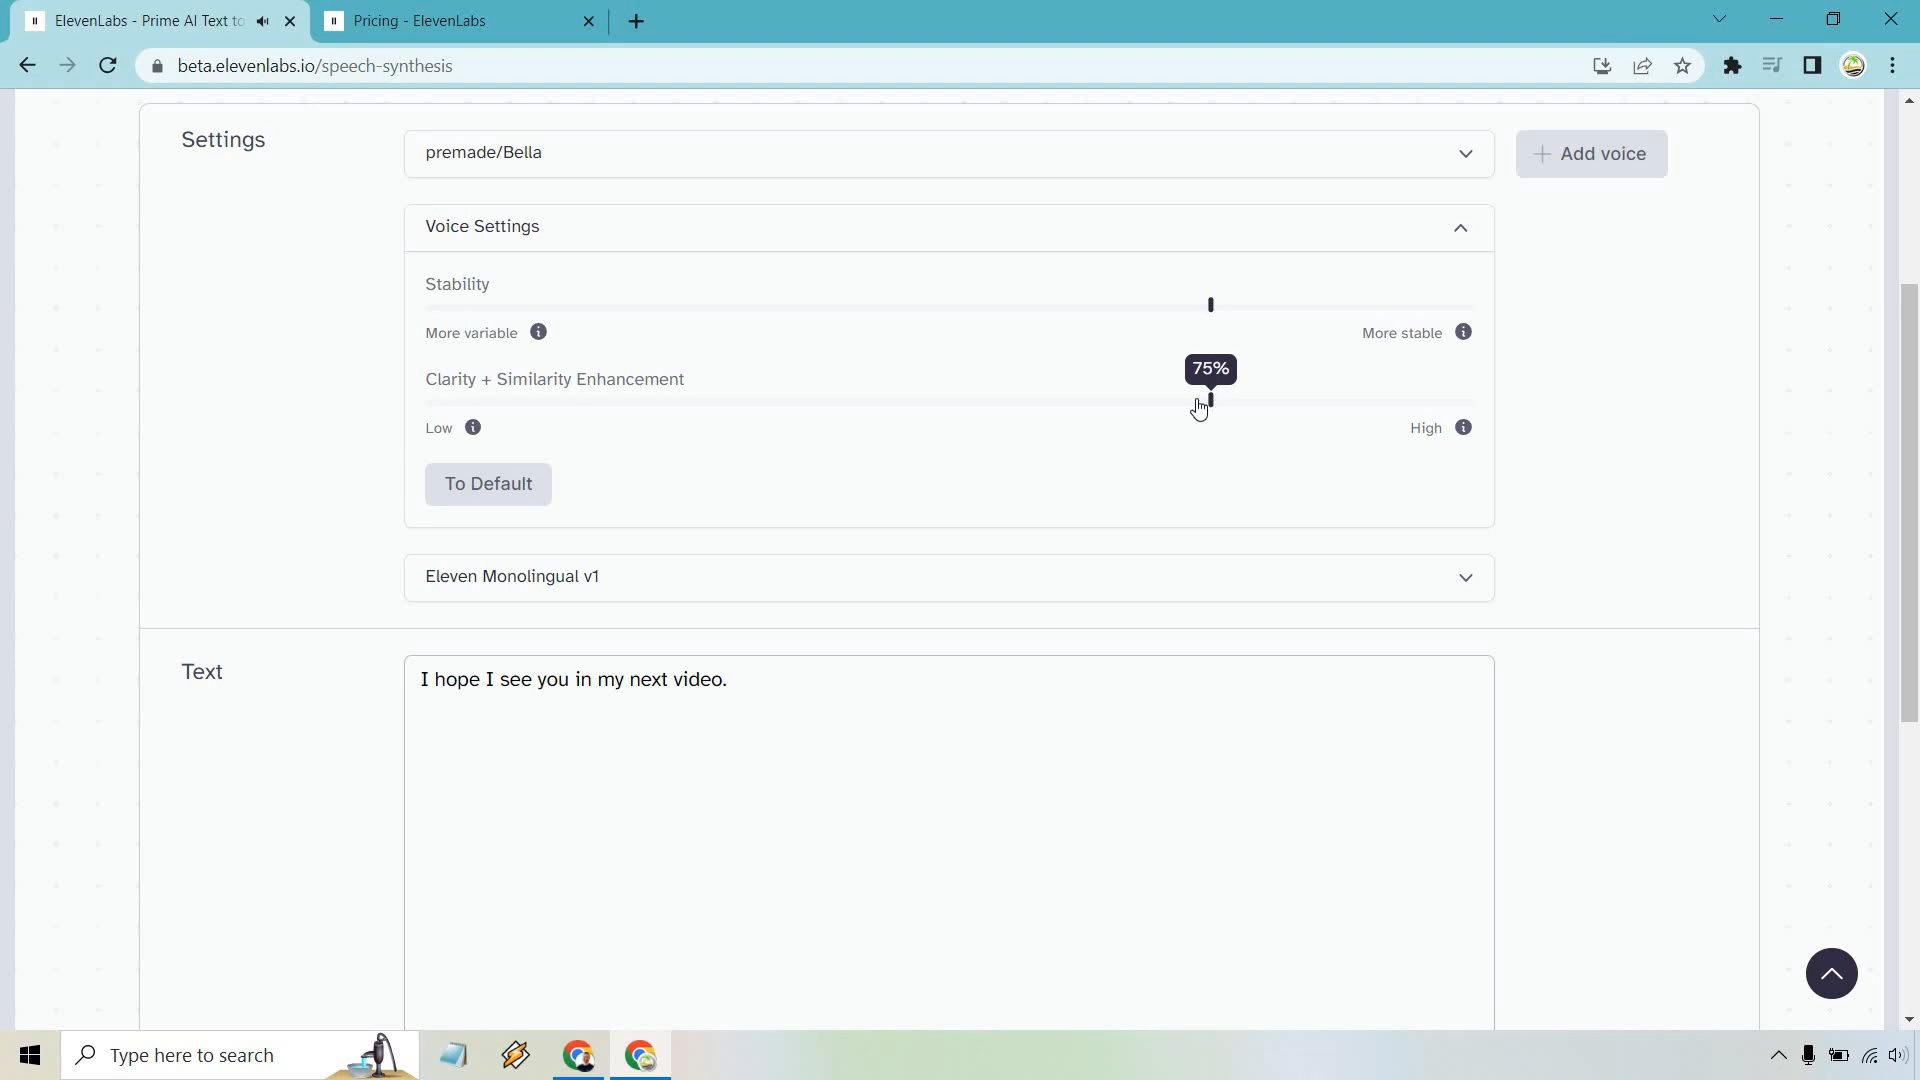 ElevenLabs - Prime AI Text to
Pricing - ElevenLabs
beta.elevenlabs.io/speech-synthesis
Settings
premade/Bella
Add voice
Voice Settings
Stability
More variable
More stable
75%
Clarity + Similarity Enhancement
Low
High
To Default
Eleven Monolingual v1
Text
I hope I see you in my next video.
Type here to search